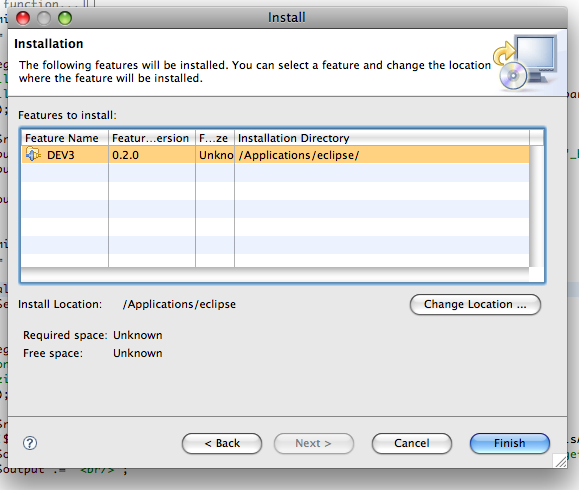 function...
Install
Installation
The following features will be installed. You can select a feature and change the location
where the feature will be installed.
Features to install:
Feature Name Featur...ersion F...ze Installation Directory
DEV3 0.2.0 Unkno /Applications/eclipse/
Install Location: /Applications/eclipse
Change Location ...
Required space: Unknown
Free space: Unknown
? < Back Next > Cancel Finish
$output .= '<br/>';